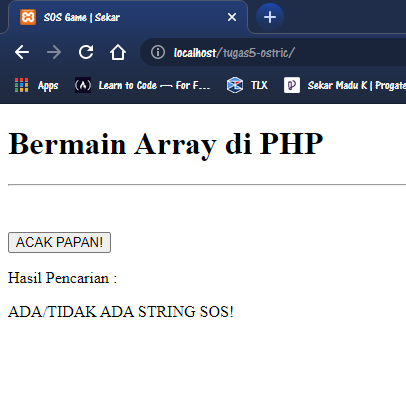 SOS Game | Sekar
localhost/tugas5-ostric/
Apps Learn to Code — For F... TLX Sekar Madu K | Progate
Bermain Array di PHP
ACAK PAPAN!
Hasil Pencarian :
ADA/TIDAK ADA STRING SOS!